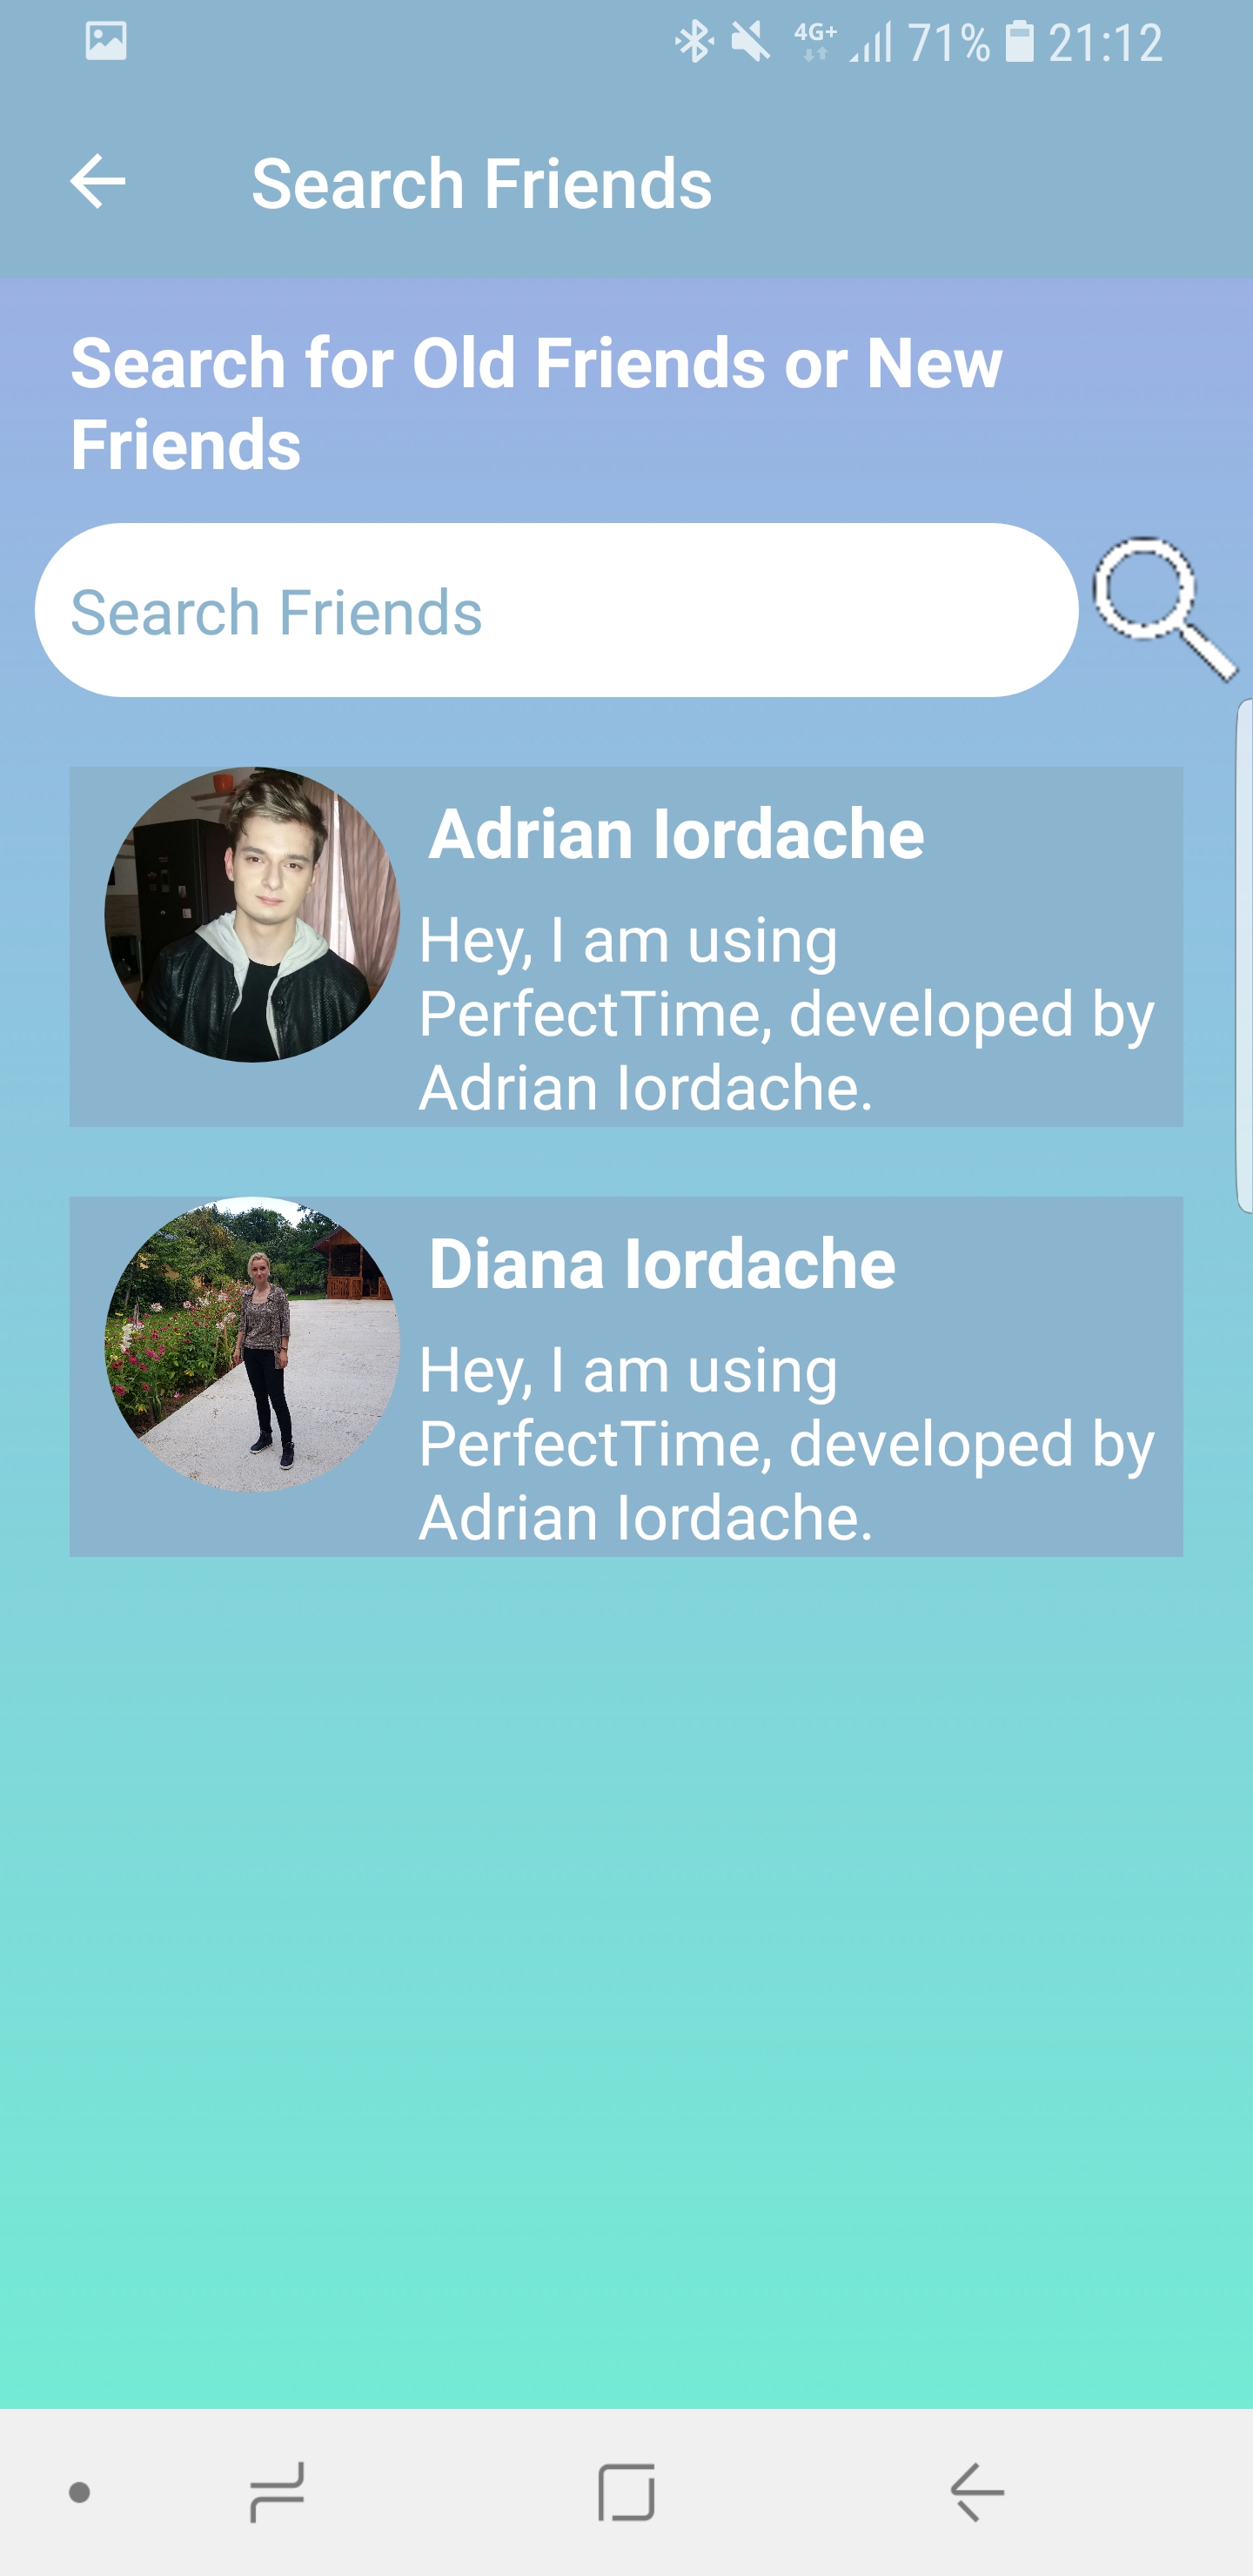 4G+ 71% 21:12
Search Friends
Search for Old Friends or New
Friends
Search Friends
Adrian Iordache
Hey, I am using
PerfectTime, developed by
Adrian Iordache.
Diana Iordache
Hey, I am using
PerfectTime, developed by
Adrian Iordache.